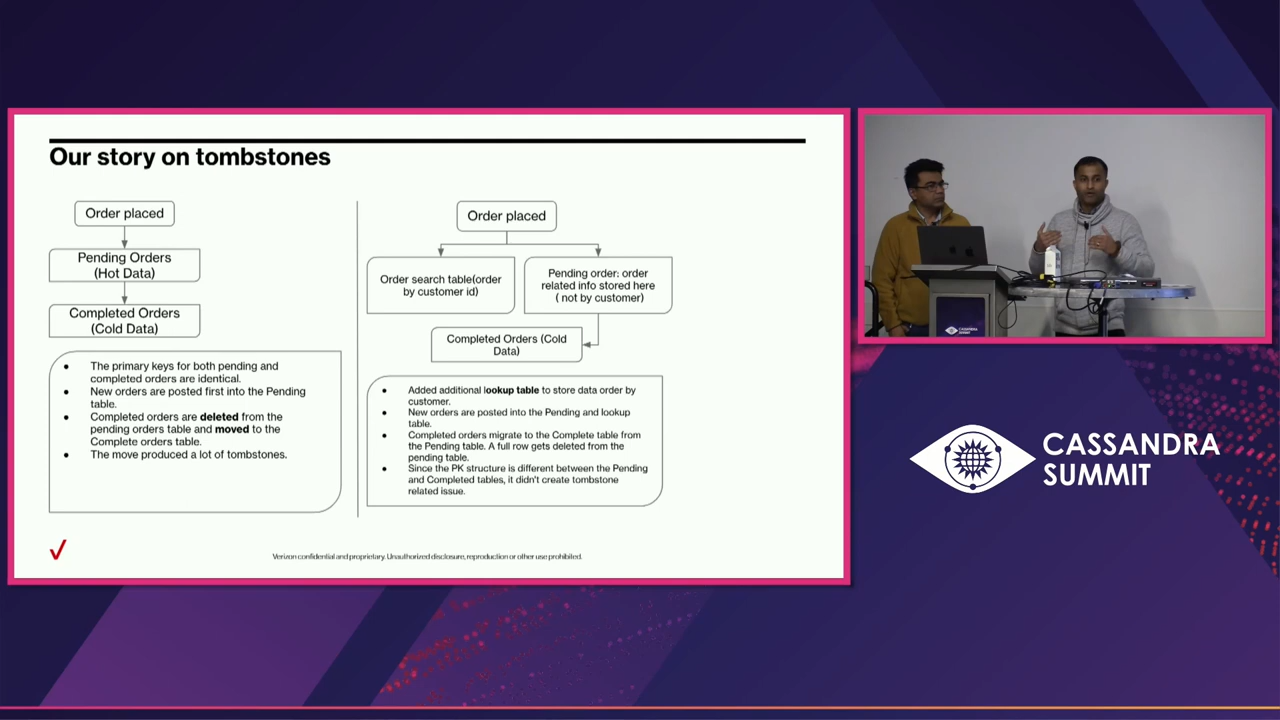 Our story on tombstones
Order placed
Pending Orders
(Hot Data)
Completed Orders
(Cold Data)
• The primary keys for both pending and
completed orders are identical.
• New orders are posted first into the Pending
table.
• Completed orders are deleted from the
pending orders table and moved to the
Complete orders table.
• The move produced a lot of tombstones.
Order placed
Order search table(order
by customer id)
Pending order: order
related info stored here
( not by customer)
Completed Orders (Cold
Data)
• Added additional lookup table to store data order by
customer.
• New orders are posted into the Pending and lookup
table.
• Completed orders migrate to the Complete table from
the Pending table. A full row gets deleted from the
pending table.
• Since the PK structure is different between the Pending
and Completed tables, it didn't create tombstone
related issue.
Verizon confidential and proprietary. Unauthorized disclosure, reproduction or other use prohibited.
CASSANDRA
SUMMIT
CASSANDRA
SUMMIT